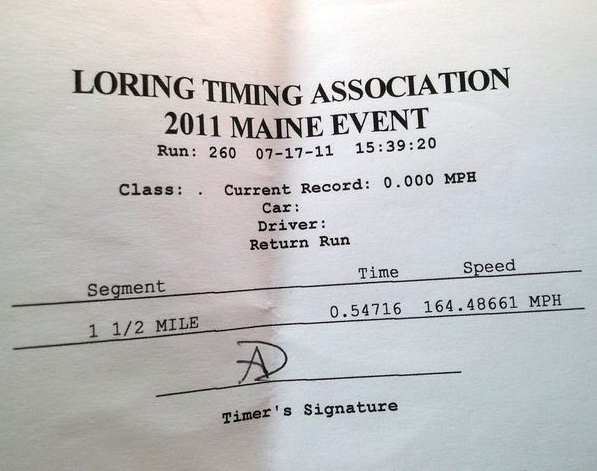 LORING TIMING ASSOCIATION
2011 MAINE EVENT
Run: 260 07-17-11 15:39:20
Class: . Current Record: 0.000 MPH
Car:
Driver:
Return Run
Segment Time Speed
1 1/2 MILE 0.54716 164.48661 MPH
AD
Timer's Signature